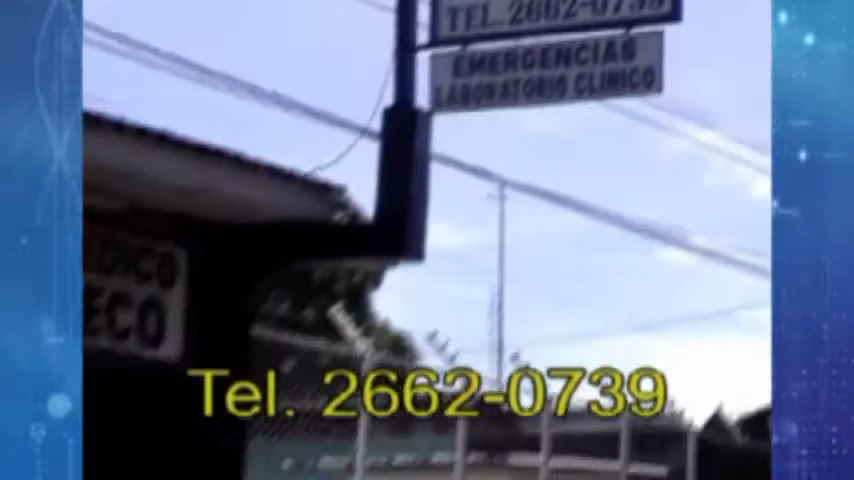 TEL. 2662-0739
EMERGENCIAS
LABORATORIO CLINICO
ECO
Tel. 2662-0739